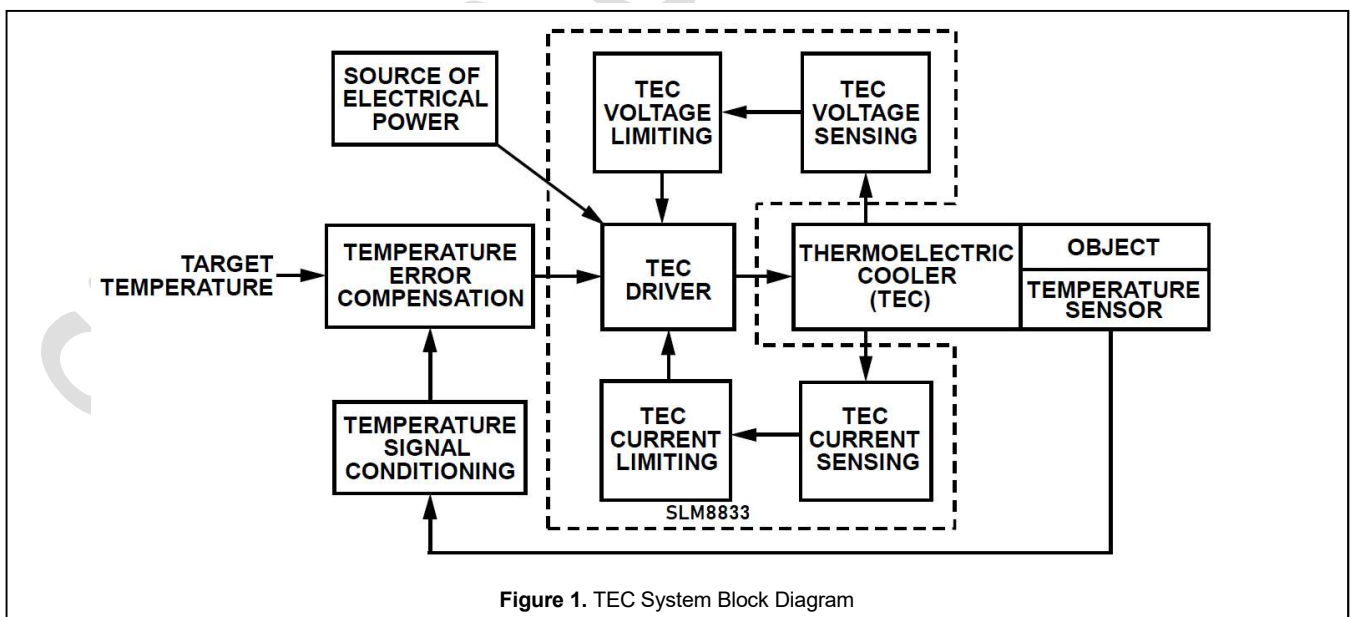 SOURCE OF
ELECTRICAL
POWER
TEC
VOLTAGE
LIMITING
TEC
VOLTAGE
SENSING
TARGET
TEMPERATURE
TEMPERATURE
ERROR
COMPENSATION
TEC
DRIVER
THERMOELECTRIC
COOLER
(TEC)
OBJECT
TEMPERATURE
SENSOR
TEMPERATURE
SIGNAL
CONDITIONING
TEC
CURRENT
LIMITING
TEC
CURRENT
SENSING
SLM8833
Figure 1. TEC System Block Diagram